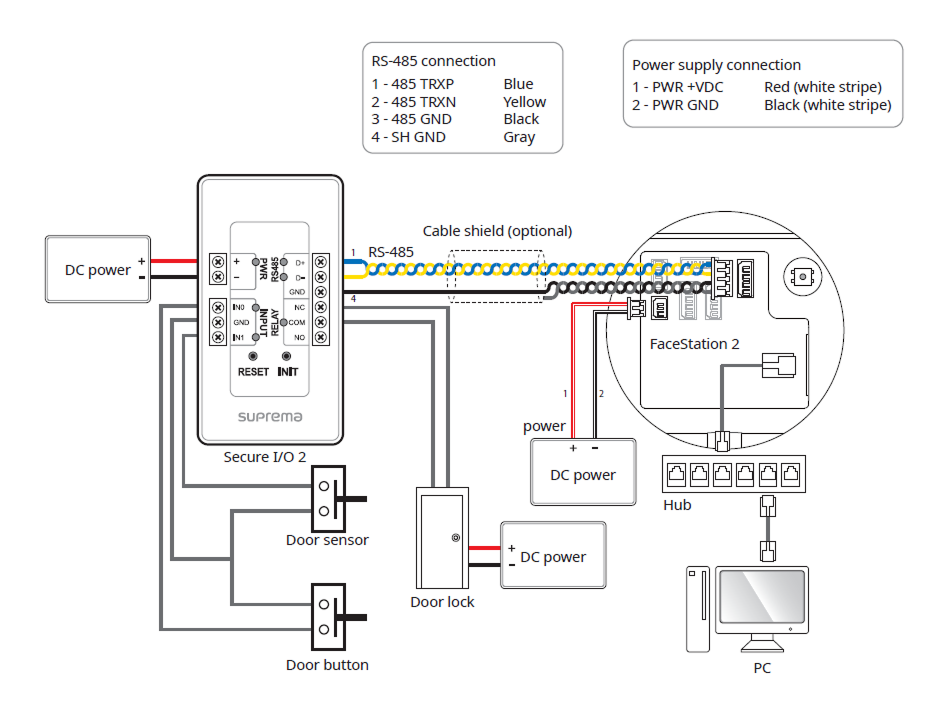 RS-485 connection
1 - 485 TRXP Blue
2 - 485 TRXN Yellow
3 - 485 GND Black
4 - SH GND Gray
Power supply connection
1 - PWR +VDC Red (white stripe)
2 - PWR GND Black (white stripe)
DC power
+
-
+
-
PWR
RS485
D+
D-
GND
IN0
GND
IN1
INPUT
RELAY
NC
COM
NO
RESET INIT
suprema
Secure I/O 2
1
RS-485
4
Cable shield (optional)
FaceStation 2
1
2
power
+ -
DC power
Hub
PC
Door sensor
Door button
Door lock
+
-
DC power